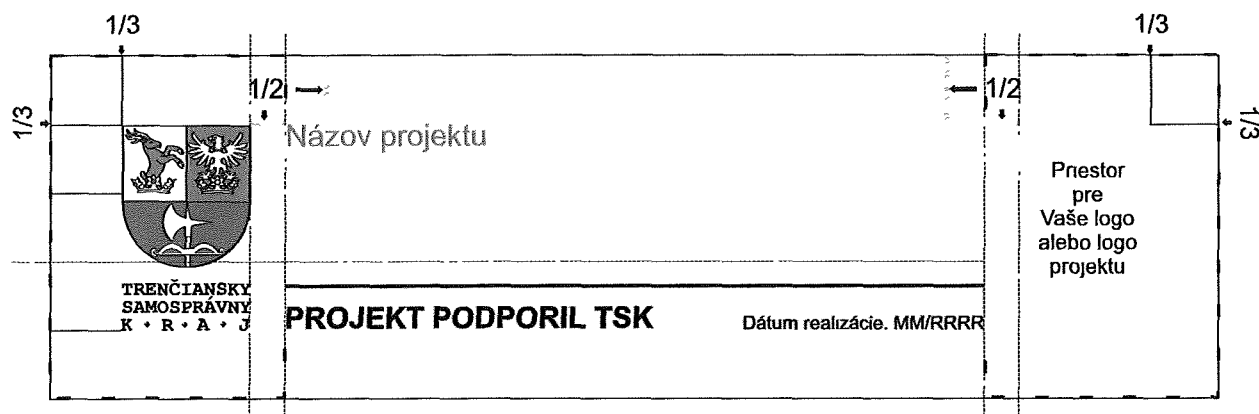 1/3
1/3
1/2
1/2
1/3
1/3
Názov projektu
Priestor
pre
Vaše logo
alebo logo
projektu
TRENČIANSKY
SAMOSPRÁVNY
K • R • A • J
PROJEKT PODPORIL TSK
Dátum realizácie. MM/RRRR